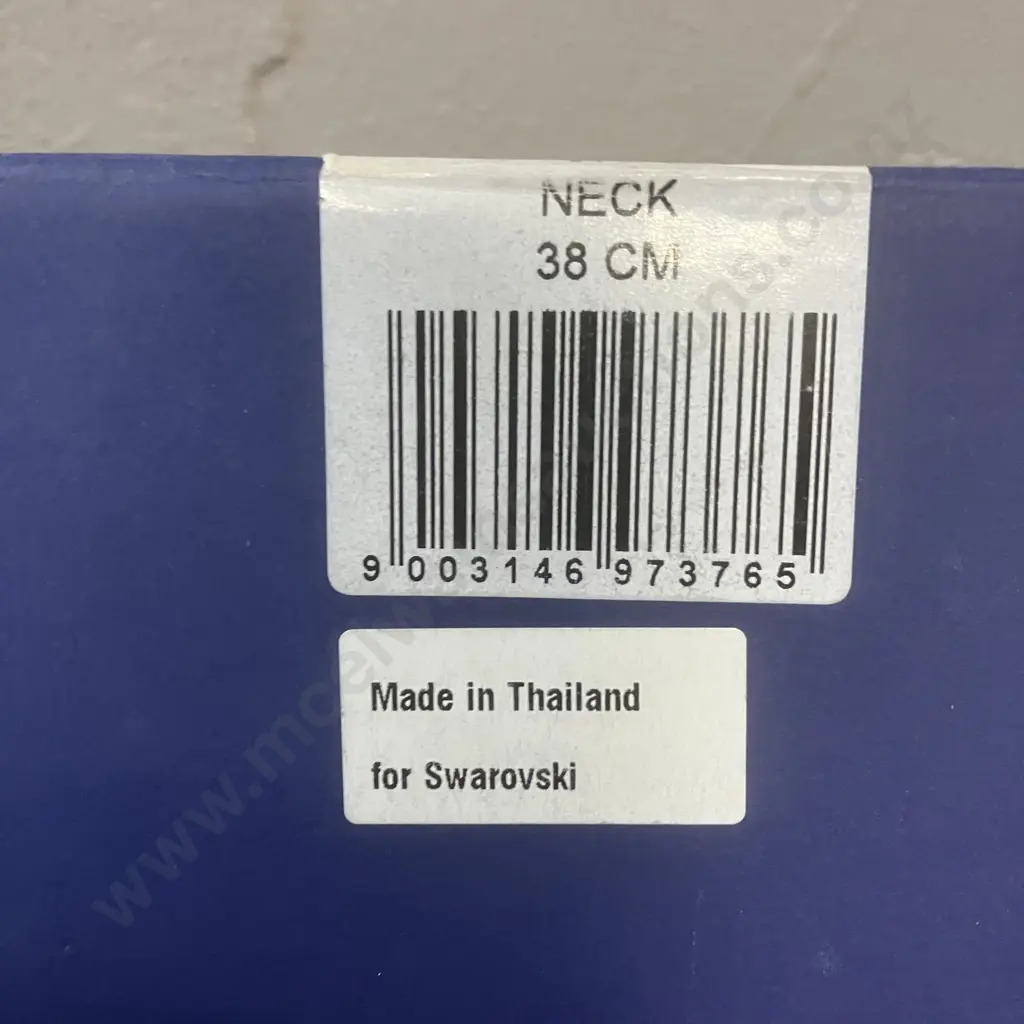 NECK
38 CM
9 003146 973765
Made in Thailand
for Swarovski